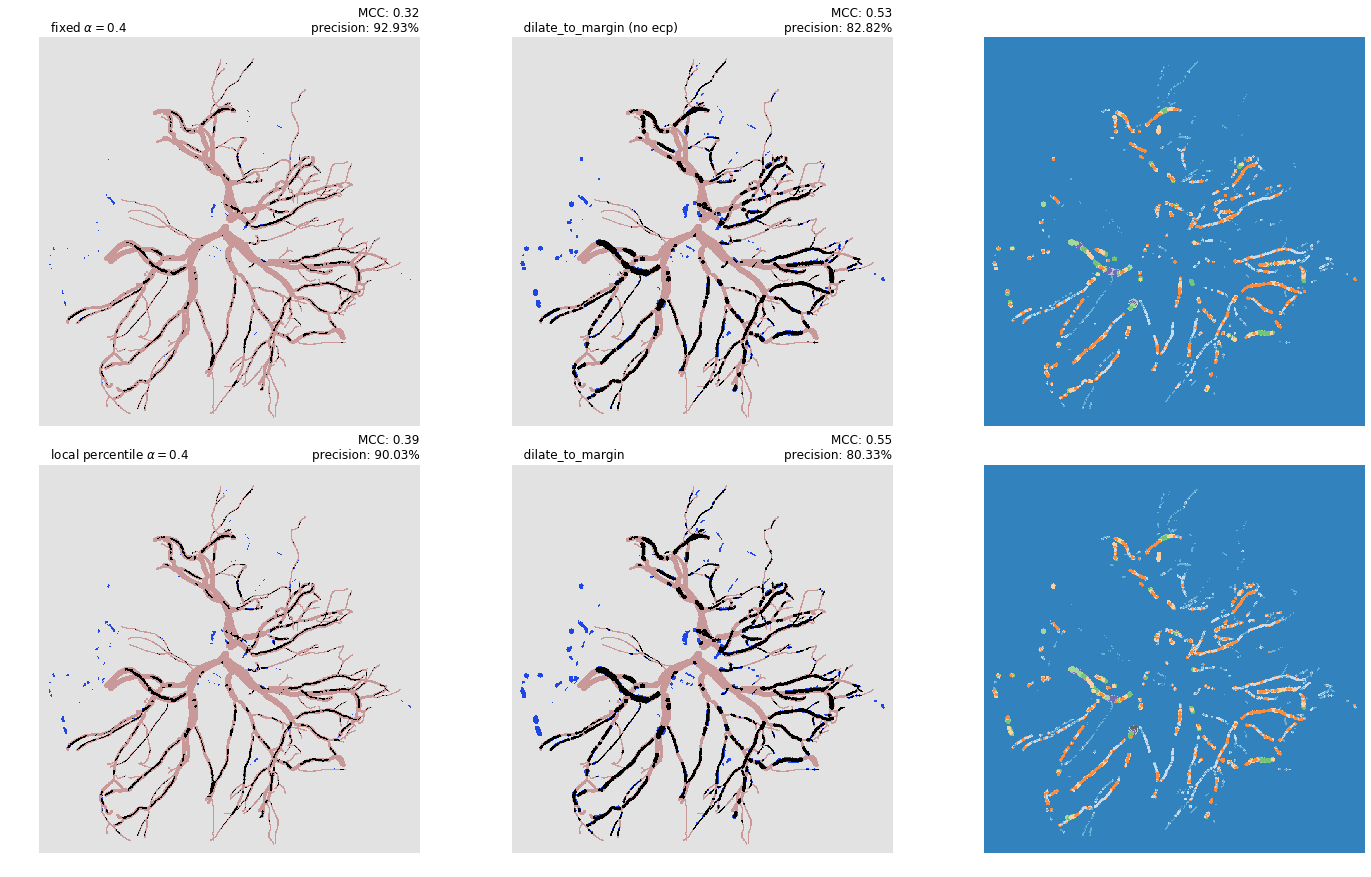 MCC: 0.32
fixed α = 0.4 precision: 92.93%
MCC: 0.53
dilate_to_margin (no ecp) precision: 82.82%
MCC: 0.39
local percentile α = 0.4 precision: 90.03%
MCC: 0.55
dilate_to_margin precision: 80.33%